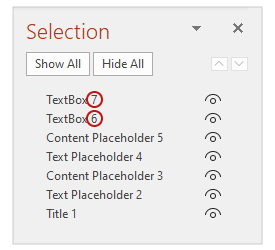 Selection
Show All Hide All
TextBox 7
TextBox 6
Content Placeholder 5
Text Placeholder 4
Content Placeholder 3
Text Placeholder 2
Title 1